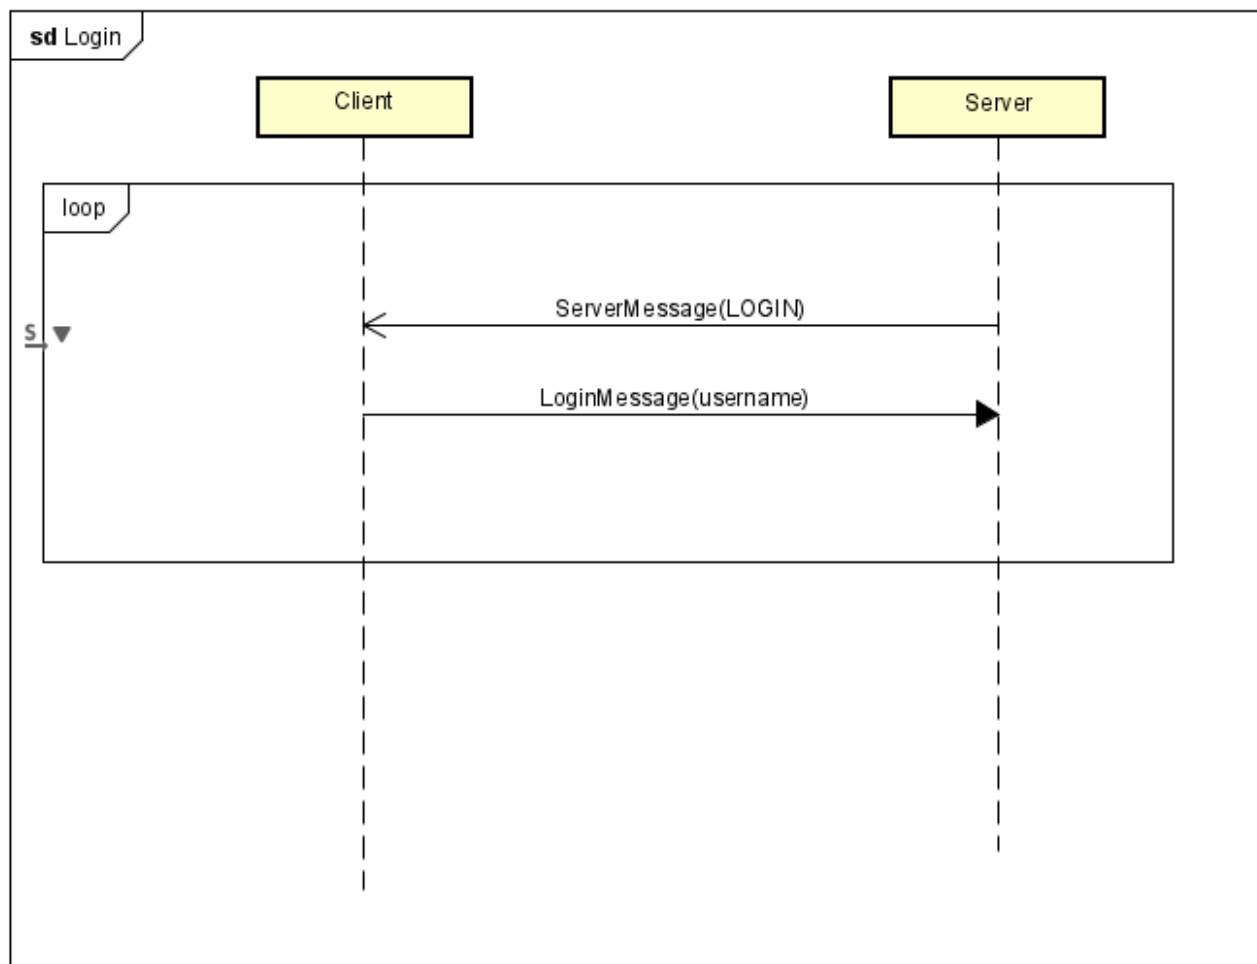 sd Login
Client
Server
loop
ServerMessage(LOGIN)
S
LoginMessage(username)